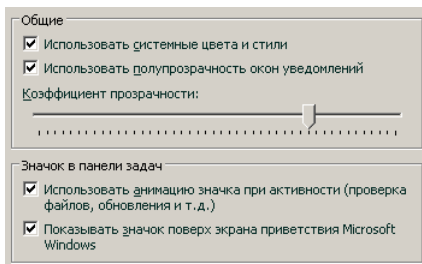 Общие
Использовать системные цвета и стили
Использовать полупрозрачность окон уведомлений
Коэффициент прозрачности:
Значок в панели задач
Использовать анимацию значка при активности (проверка
файлов, обновления и т.д.)
Показывать значок поверх экрана приветствия Microsoft
Windows